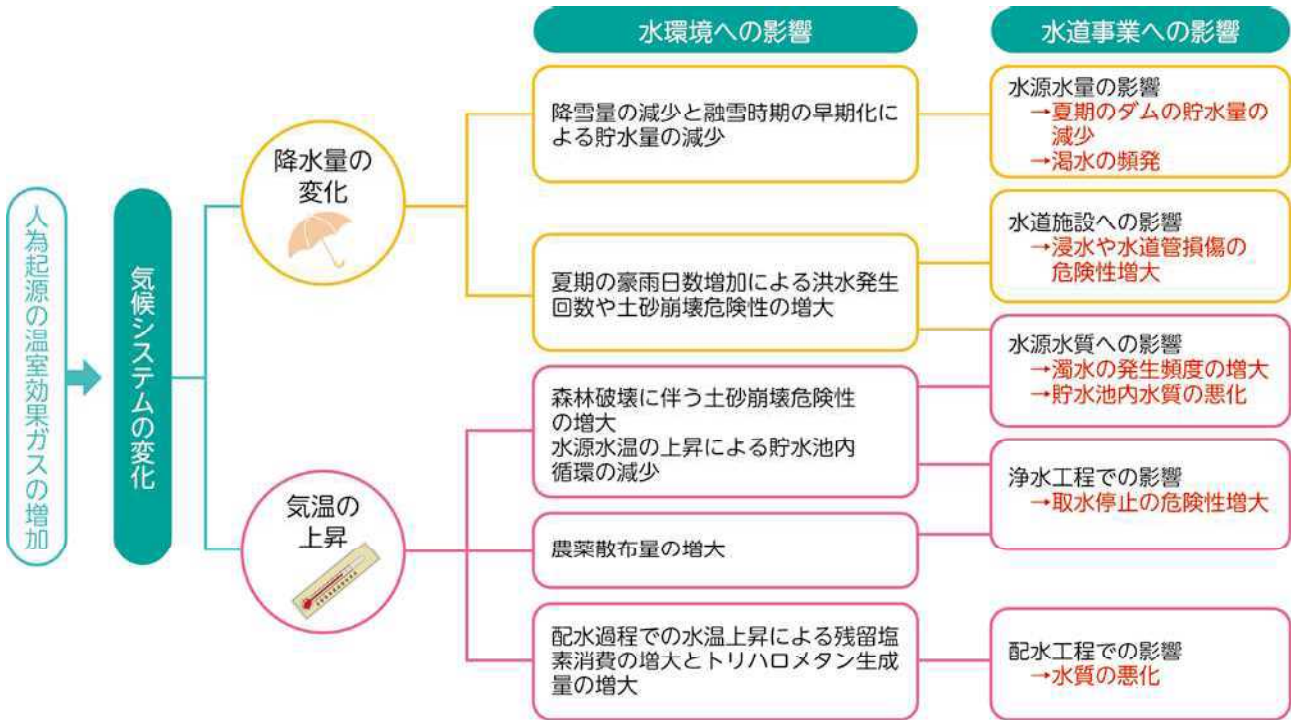 水環境への影響
水道事業への影響
人為起源の温室効果ガスの増加
気候システムの変化
降水量の
変化
降雪量の減少と融雪時期の早期化に
よる貯水量の減少
水源水量の影響
→夏期のダムの貯水量の
減少
→渇水の頻発
夏期の豪雨日数増加による洪水発生
回数や土砂崩壊危険性の増大
水道施設への影響
→浸水や水道管損傷の
危険性増大
水源水質への影響
→濁水の発生頻度の増大
→貯水池内水質の悪化
気温の
上昇
森林破壊に伴う土砂崩壊危険性
の増大
水源水温の上昇による貯水池内
循環の減少
浄水工程での影響
→取水停止の危険性増大
農薬散布量の増大
配水過程での水温上昇による残留塩
素消費の増大とトリハロメタン生成
量の増大
配水工程での影響
→水質の悪化